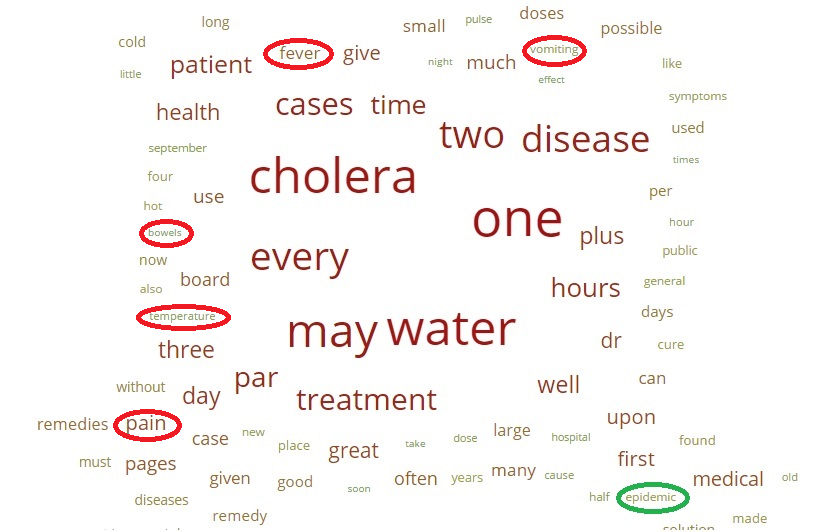 long small pulse doses possible
cold patient fever give night much vomiting like
little effect
health cases time symptoms
two disease used
september times
four cholera per
hot use one hour
bowels plus public
now every
also board hours general
temperature may water days
three dr cure
without day par treatment well can
remedies pain case new large upon
must pages place great take dose hospital found
first
given good soon often years many cause medical old
diseases half epidemic
remedy made
solution